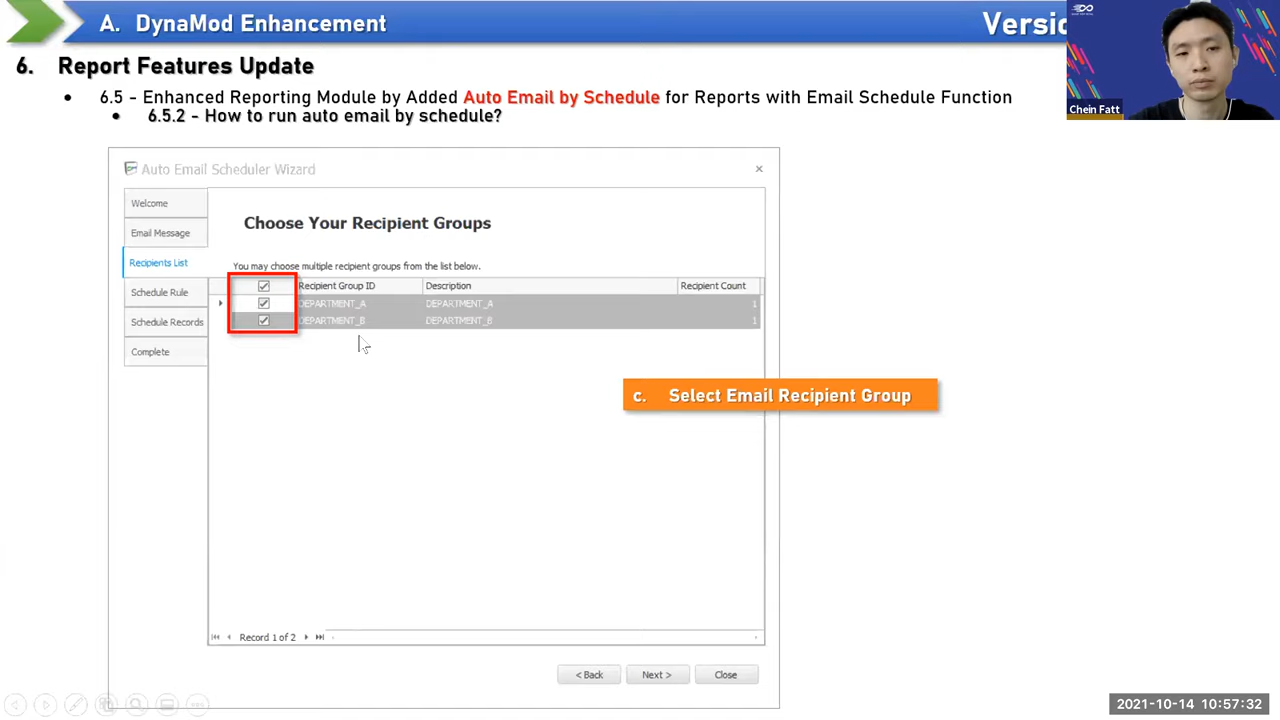 A. DynaMod Enhancement
Versio
Chein Fatt
6. Report Features Update
• 6.5 - Enhanced Reporting Module by Added Auto Email by Schedule for Reports with Email Schedule Function
• 6.5.2 - How to run auto email by schedule?
Auto Email Scheduler Wizard
Welcome
Email Message
Recipients List
Schedule Rule
Schedule Records
Complete
Choose Your Recipient Groups
You may choose multiple recipient groups from the list below.
Recipient Group ID Description Recipient Count
DEPARTMENT_A DEPARTMENT_A 1
DEPARTMENT_B DEPARTMENT_B 1
c. Select Email Recipient Group
Record 1 of 2
< Back Next > Close
2021-10-14 10:57:32